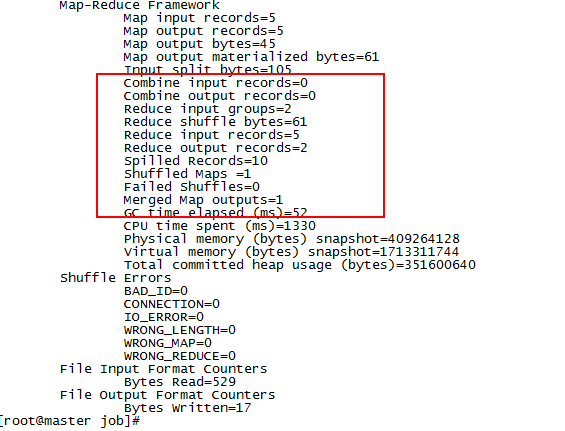 Map-Reduce Framework
Map input records=5
Map output records=5
Map output bytes=45
Map output materialized bytes=61
Input split bytes=105
Combine input records=0
Combine output records=0
Reduce input groups=2
Reduce shuffle bytes=61
Reduce input records=5
Reduce output records=2
Spilled Records=10
Shuffled Maps =1
Failed Shuffles=0
Merged Map outputs=1
GC time elapsed (ms)=52
CPU time spent (ms)=1330
Physical memory (bytes) snapshot=409264128
Virtual memory (bytes) snapshot=1713311744
Total committed heap usage (bytes)=351600640
Shuffle Errors
BAD_ID=0
CONNECTION=0
IO_ERROR=0
WRONG_LENGTH=0
WRONG_MAP=0
WRONG_REDUCE=0
File Input Format Counters
Bytes Read=529
File Output Format Counters
Bytes Written=17
[root@master job]#